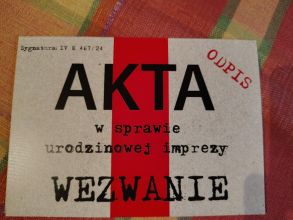 Sygnatura: IV K 467/24
ODPIS
AKTA
w sprawie
urodzinowej imprezy
WEZWANIE